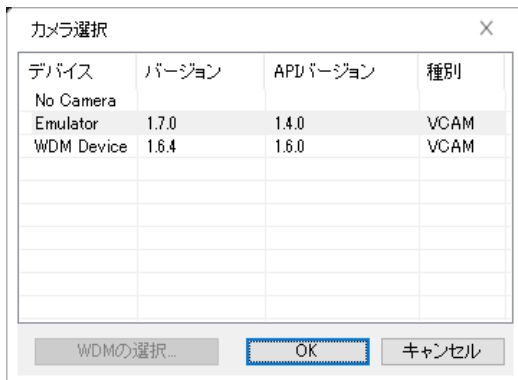 カメラ選択
デバイス バージョン APIバージョン 種別
No Camera
Emulator 1.7.0 1.4.0 VCAM
WDM Device 1.6.4 1.6.0 VCAM
WDMの選択... OK キャンセル